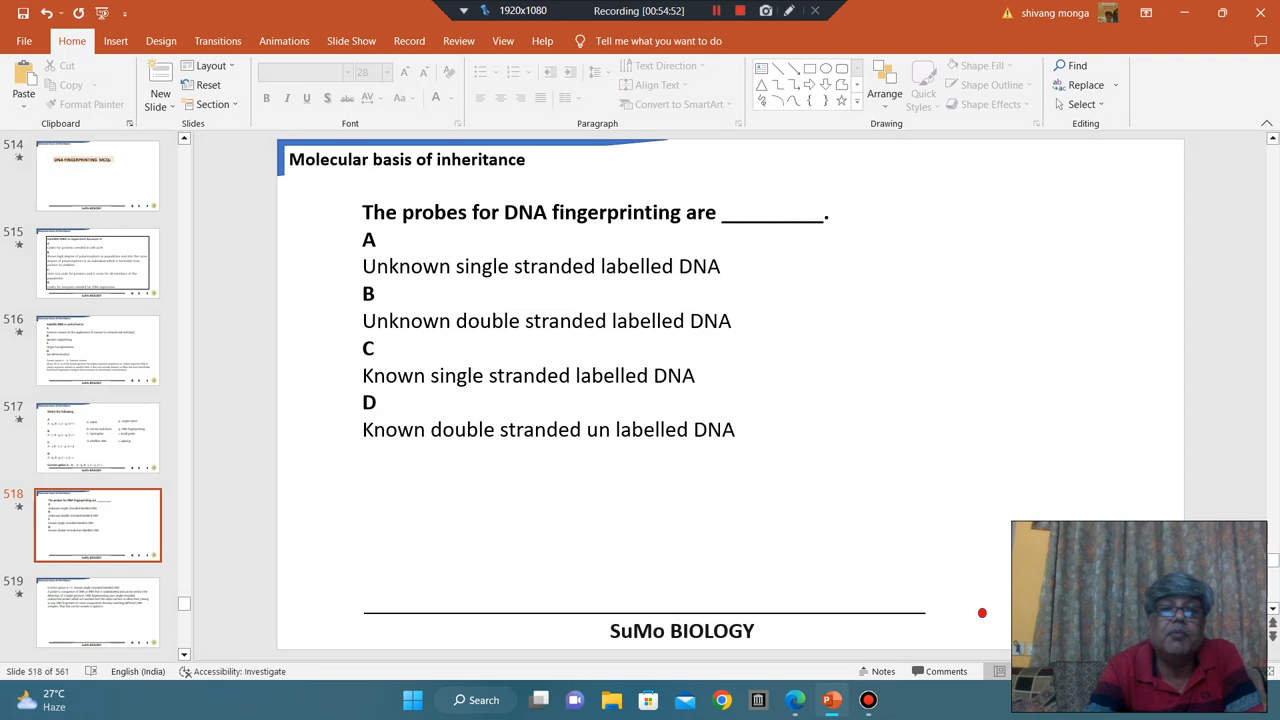 1920x1080
Recording [00:54:52]
shivang monga
File Home Insert Design Transitions Animations Slide Show Record Review View Help Tell me what you want to do
Paste
Cut
Copy
Format Painter
Clipboard
New Slide
Layout
Reset
Section
Slides
28
Font
Text Direction
Align Text
Convert to SmartArt
Paragraph
Arrange
Quick Styles
Shape Fill
Shape Outline
Shape Effects
Drawing
Find
Replace
Select
Editing
514
DNA FINGERPRINTING MCQs
515
516
517
518
519
Molecular basis of inheritance
The probes for DNA fingerprinting are _________.
A
Unknown single stranded labelled DNA
B
Unknown double stranded labelled DNA
C
Known single stranded labelled DNA
D
Known double stranded un labelled DNA
SuMo BIOLOGY
Slide 518 of 561
English (India)
Accessibility: Investigate
Notes
Comments
27°C
Haze
Search